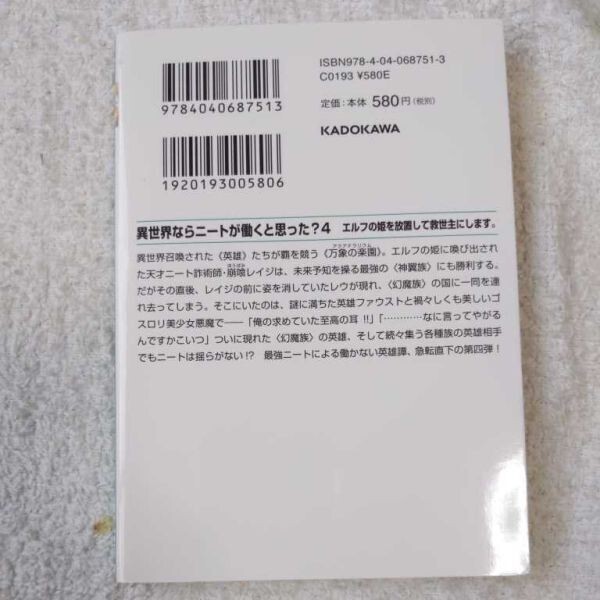 ISBN978-4-04-068751-3
C0193 ¥580E
9784040687513
定価：本体580円(税別)
KADOKAWA
1920193005806
異世界ならニートが働くと思った？4 エルフの姫を放置して救世主にします。
異世界召喚された〈英雄〉たちが覇を競う《万象の楽園》。エルフの姫に喚び出され
た天才ニート詐術師・崩喰レイジは、未来予知を操る最強の〈神翼族〉にも勝利する。
だがその直後、レイジの前に姿を消していたレウが現れ、〈幻魔族〉の国に一同を連
れ去ってしまう。そこにいたのは、謎に満ちた英雄ファウストと禍々しくも美しいゴ
スロリ美少女悪魔で──「俺の求めていた至高の耳!!」「…………なに言ってやがる
んですかこいつ」ついに現れた〈幻魔族〉の英雄、そして続々集う各種族の英雄相手
でもニートは揺らがない!? 最強ニートによる働かない英雄譚、急転直下の第四弾！